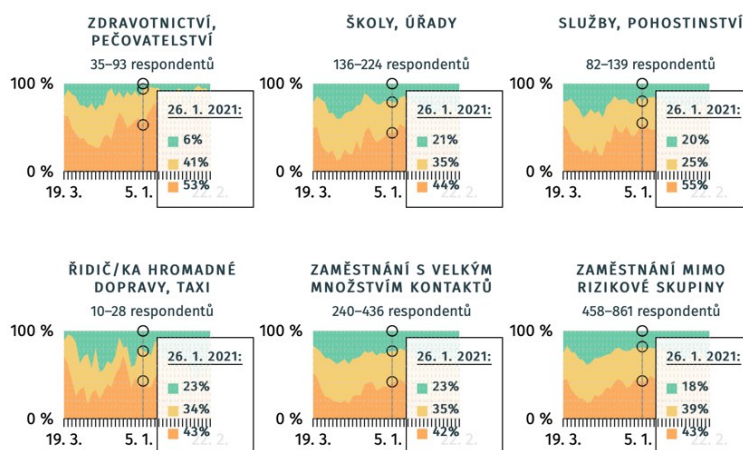 ZDRAVOTNICTVÍ,
PEČOVATELSTVÍ
35–93 respondentů
100 %
26. 1. 2021:
6%
41%
53%
0 %
19. 3.
5. 1.
22. 2.
ŠKOLY, ÚŘADY
136–224 respondentů
100 %
26. 1. 2021:
21%
35%
44%
0 %
19. 3.
5. 1.
22. 2.
SLUŽBY, POHOSTINSTVÍ
82–139 respondentů
100 %
26. 1. 2021:
20%
25%
55%
0 %
19. 3.
5. 1.
22. 2.
ŘIDIČ/KA HROMADNÉ
DOPRAVY, TAXI
10–28 respondentů
100 %
26. 1. 2021:
23%
34%
43%
0 %
19. 3.
5. 1.
22. 2.
ZAMĚSTNÁNÍ S VELKÝM
MNOŽSTVÍM KONTAKTŮ
240–436 respondentů
100 %
26. 1. 2021:
23%
35%
42%
0 %
19. 3.
5. 1.
22. 2.
ZAMĚSTNÁNÍ MIMO
RIZIKOVÉ SKUPINY
458–861 respondentů
100 %
26. 1. 2021:
18%
39%
43%
0 %
19. 3.
5. 1.
22. 2.